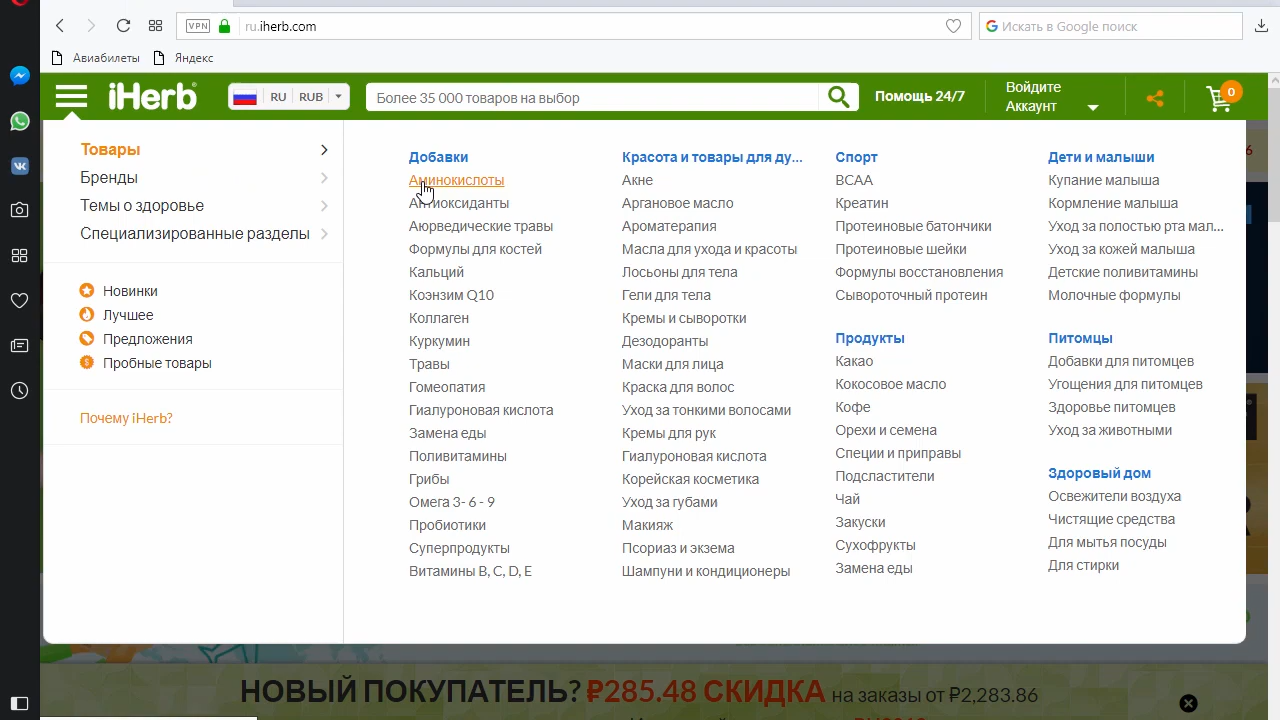 VPN
ru.iherb.com
Искать в Google поиск
Авиабилеты
Яндекс
iHerb
RU
RUB
Более 35 000 товаров на выбор
Помощь 24/7
Войдите
Аккаунт
0
Товары
Бренды
Темы о здоровье
Специализированные разделы
Новинки
Лучшее
Предложения
Пробные товары
Почему iHerb?
Добавки
Аминокислоты
Антиоксиданты
Аюрведические травы
Формулы для костей
Кальций
Коэнзим Q10
Коллаген
Куркумин
Травы
Гомеопатия
Гиалуроновая кислота
Замена еды
Поливитамины
Грибы
Омега 3- 6 - 9
Пробиотики
Суперпродукты
Витамины B, C, D, E
Красота и товары для ду...
Акне
Аргановое масло
Ароматерапия
Масла для ухода и красоты
Лосьоны для тела
Гели для тела
Кремы и сыворотки
Дезодоранты
Маски для лица
Краска для волос
Уход за тонкими волосами
Кремы для рук
Гиалуроновая кислота
Корейская косметика
Уход за губами
Макияж
Псориаз и экзема
Шампуни и кондиционеры
Спорт
BCAA
Креатин
Протеиновые батончики
Протеиновые шейки
Формулы восстановления
Сывороточный протеин
Продукты
Какао
Кокосовое масло
Кофе
Орехи и семена
Специи и приправы
Подсластители
Чай
Закуски
Сухофрукты
Замена еды
Дети и малыши
Купание малыша
Кормление малыша
Уход за полостью рта мал...
Уход за кожей малыша
Детские поливитамины
Молочные формулы
Питомцы
Добавки для питомцев
Угощения для питомцев
Здоровье питомцев
Уход за животными
Здоровый дом
Освежители воздуха
Чистящие средства
Для мытья посуды
Для стирки
НОВЫЙ ПОКУПАТЕЛЬ? ₽285.48 СКИДКА на заказы от ₽2,283.86